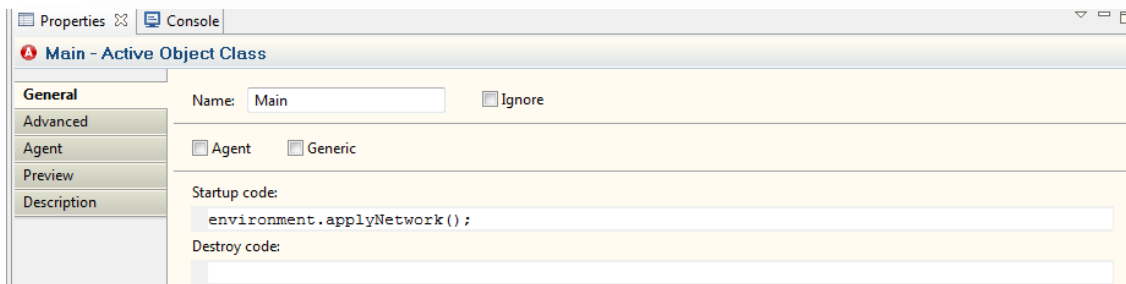 Properties Console
Main - Active Object Class
General
Advanced
Agent
Preview
Description
Name: Main Ignore
Agent Generic
Startup code:
environment.applyNetwork();
Destroy code: